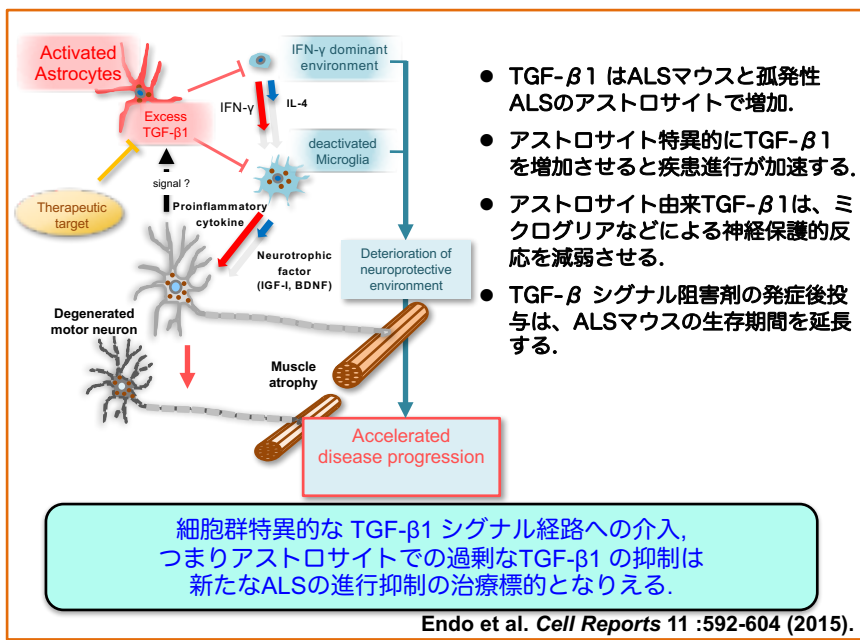 Activated
Astrocytes
Excess
TGF-β1
signal ?
Therapeutic
target
IFN-γ
IL-4
IFN-γ dominant
environment
deactivated
Microglia
Proinflammatory
cytokine
Neurotrophic
factor
(IGF-I, BDNF)
Deterioration of
neuroprotective
environment
Degenerated
motor neuron
Muscle
atrophy
Accelerated
disease progression
● TGF-β1 はALSマウスと孤発性
ALSのアストロサイトで増加.
● アストロサイト特異的にTGF-β1
を増加させると疾患進行が加速する.
● アストロサイト由来TGF-β1は、ミ
クログリアなどによる神経保護的反
応を減弱させる.
● TGF-β シグナル阻害剤の発症後投
与は、ALSマウスの生存期間を延長
する.
細胞群特異的な TGF-β1 シグナル経路への介入,
つまりアストロサイトでの過剰なTGF-β1 の抑制は
新たなALSの進行抑制の治療標的となりえる.
Endo et al. Cell Reports 11 :592-604 (2015).